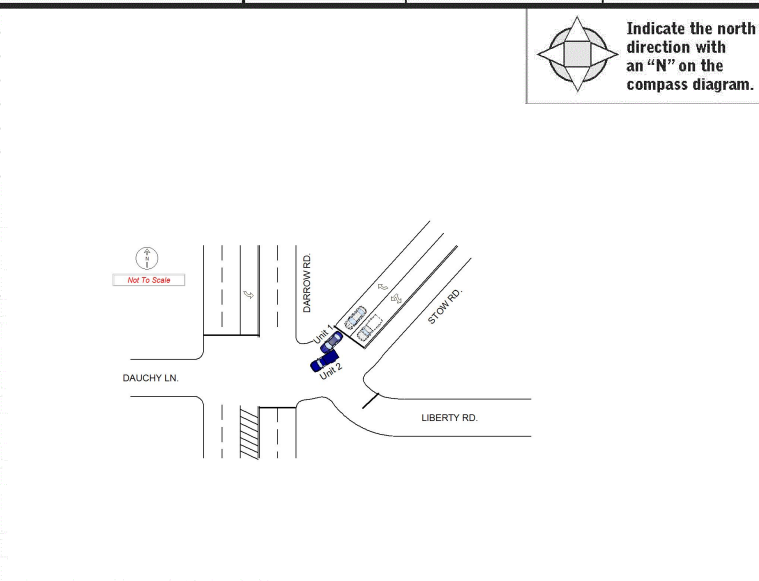 Indicate the north
direction with
an “N” on the
compass diagram.
N
Not To Scale
DARROW RD.
STOW RD.
Unit 1
Unit 2
DAUCHY LN.
LIBERTY RD.